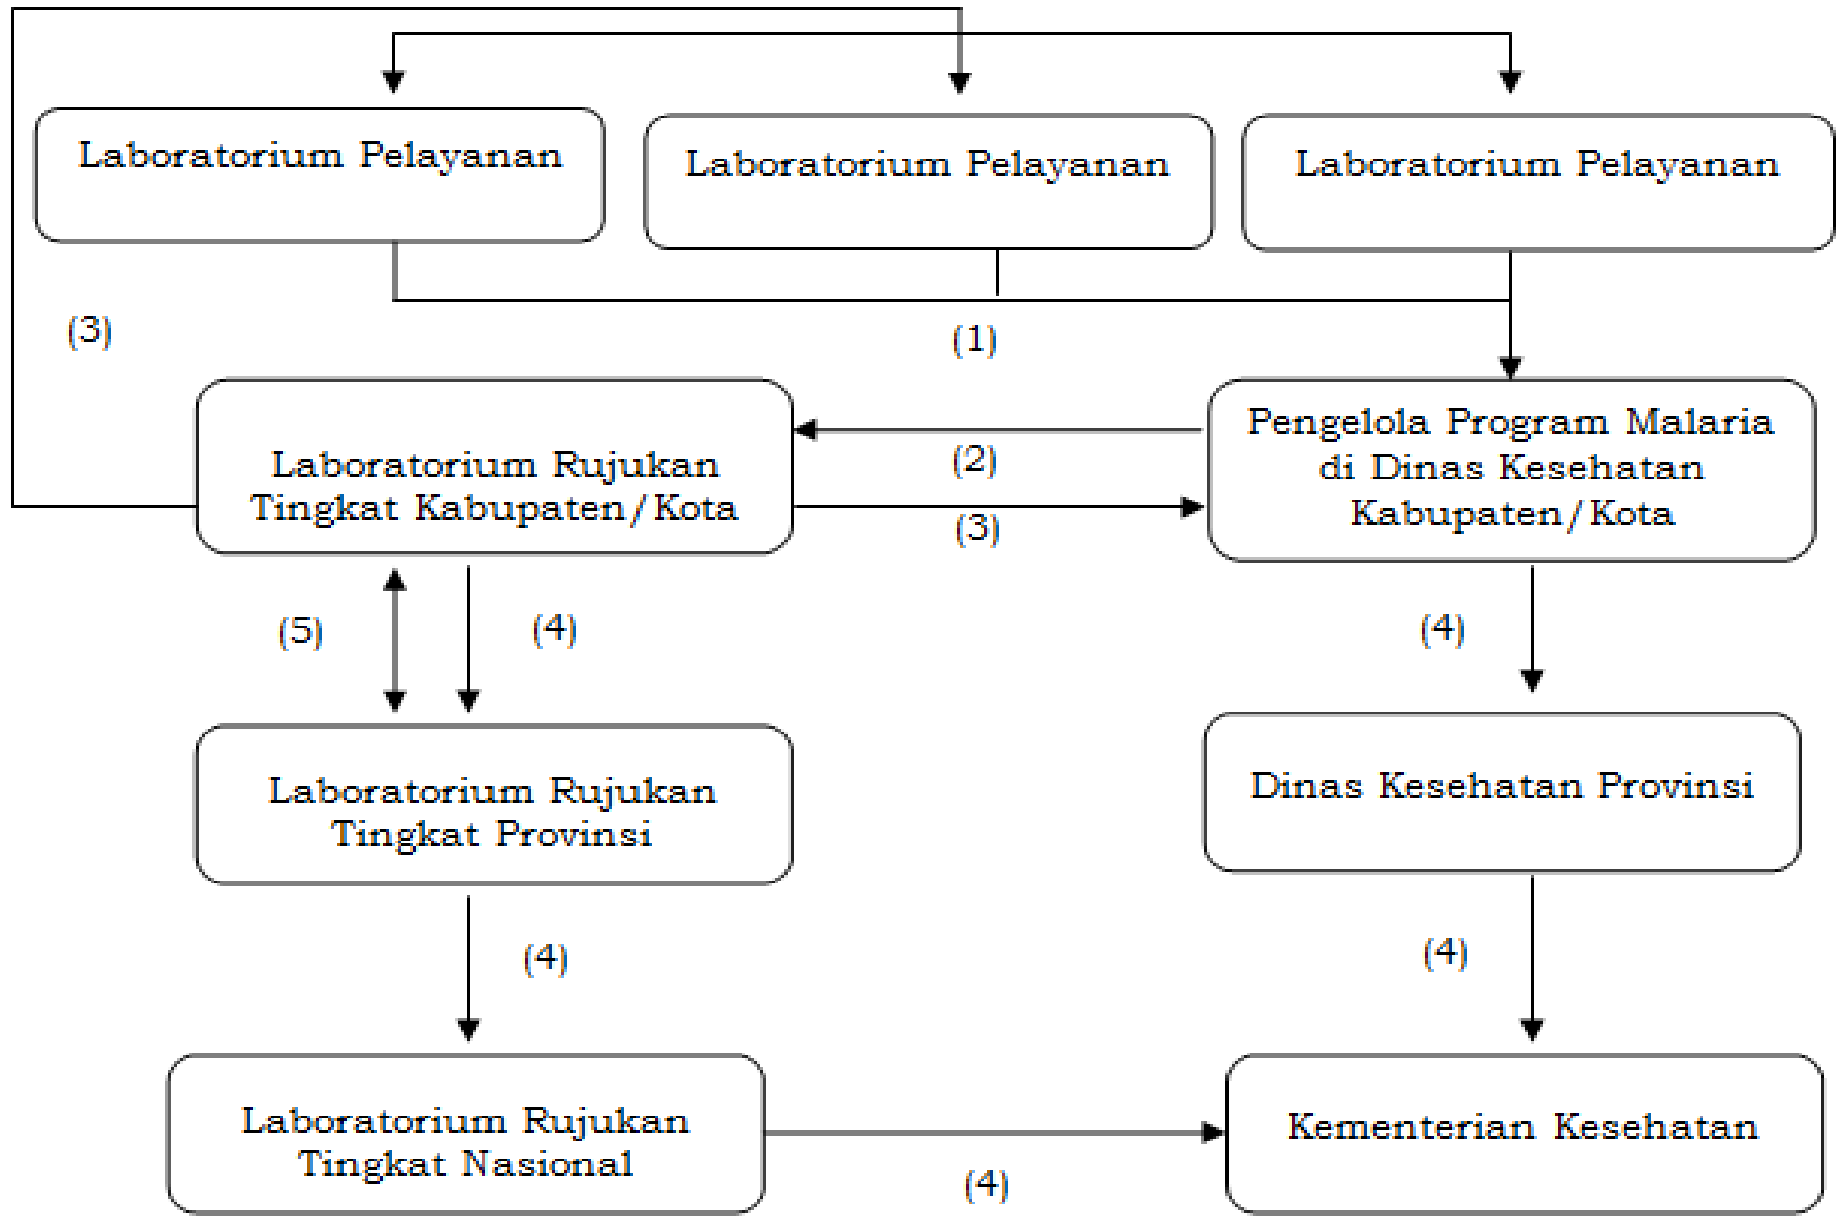 Laboratorium Pelayanan
Laboratorium Pelayanan
Laboratorium Pelayanan
(3)
(1)
Laboratorium Rujukan
Tingkat Kabupaten/Kota
(2)
(3)
Pengelola Program Malaria
di Dinas Kesehatan
Kabupaten/Kota
(5)
(4)
(4)
Laboratorium Rujukan
Tingkat Provinsi
Dinas Kesehatan Provinsi
(4)
(4)
Laboratorium Rujukan
Tingkat Nasional
(4)
Kementerian Kesehatan